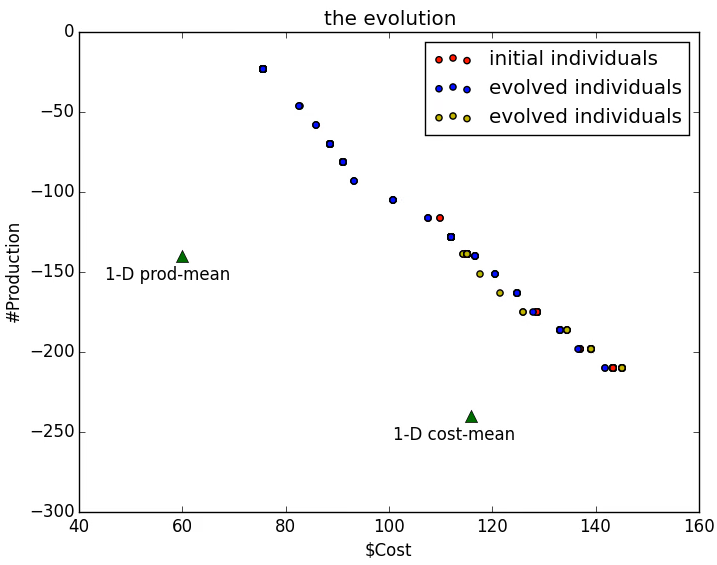 the evolution
initial individuals
evolved individuals
evolved individuals
0
−50
−100
−150
−200
−250
−300
#Production
1-D prod-mean
1-D cost-mean
40 60 80 100 120 140 160
$Cost